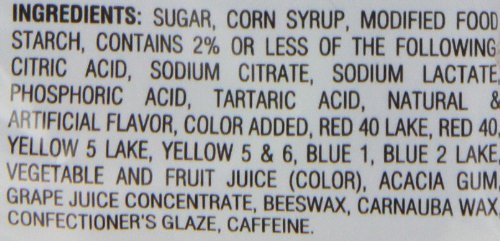 INGREDIENTS: SUGAR, CORN SYRUP, MODIFIED FOOD
STARCH, CONTAINS 2% OR LESS OF THE FOLLOWING
CITRIC ACID, SODIUM CITRATE, SODIUM LACTATE
PHOSPHORIC ACID, TARTARIC ACID, NATURAL &
ARTIFICIAL FLAVOR, COLOR ADDED, RED 40 LAKE, RED 40
YELLOW 5 LAKE, YELLOW 5 & 6, BLUE 1, BLUE 2 LAKE
VEGETABLE AND FRUIT JUICE (COLOR), ACACIA GUM,
GRAPE JUICE CONCENTRATE, BEESWAX, CARNAUBA WAX,
CONFECTIONER'S GLAZE, CAFFEINE.